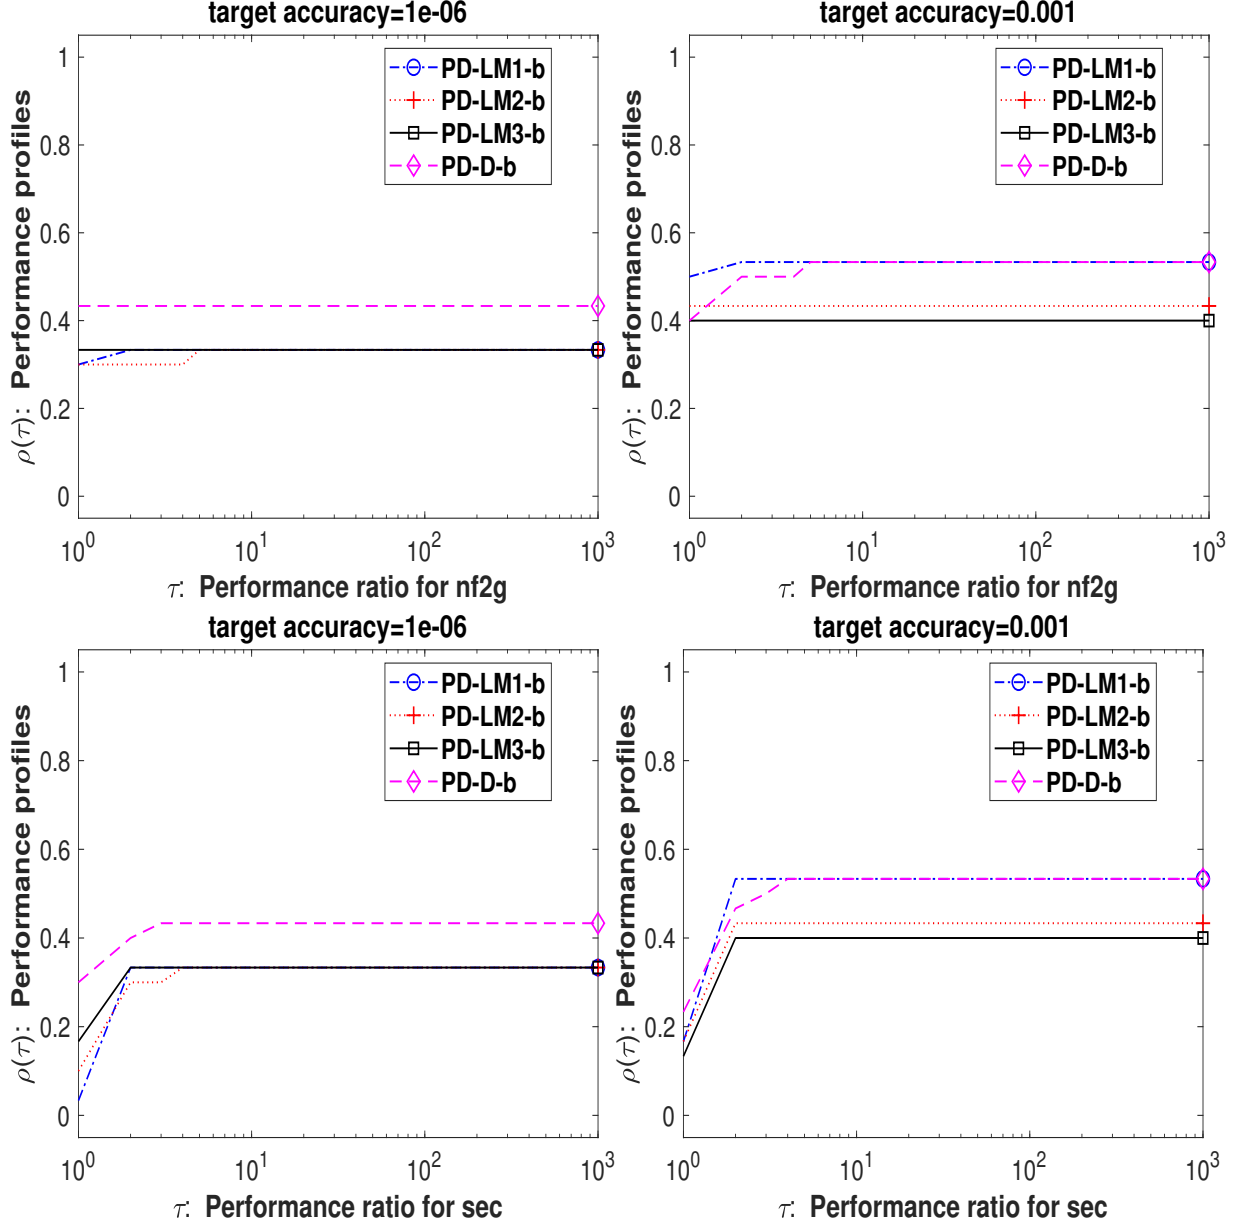 target accuracy=1e-06
ρ(τ): Performance profiles
1
0.8
0.6
0.4
0.2
0
PD-LM1-b
PD-LM2-b
PD-LM3-b
PD-D-b
10^0
10^1
10^2
10^3
τ: Performance ratio for nf2g
target accuracy=0.001
ρ(τ): Performance profiles
1
0.8
0.6
0.4
0.2
0
PD-LM1-b
PD-LM2-b
PD-LM3-b
PD-D-b
10^0
10^1
10^2
10^3
τ: Performance ratio for nf2g
target accuracy=1e-06
ρ(τ): Performance profiles
1
0.8
0.6
0.4
0.2
0
PD-LM1-b
PD-LM2-b
PD-LM3-b
PD-D-b
10^0
10^1
10^2
10^3
τ: Performance ratio for sec
target accuracy=0.001
ρ(τ): Performance profiles
1
0.8
0.6
0.4
0.2
0
PD-LM1-b
PD-LM2-b
PD-LM3-b
PD-D-b
10^0
10^1
10^2
10^3
τ: Performance ratio for sec